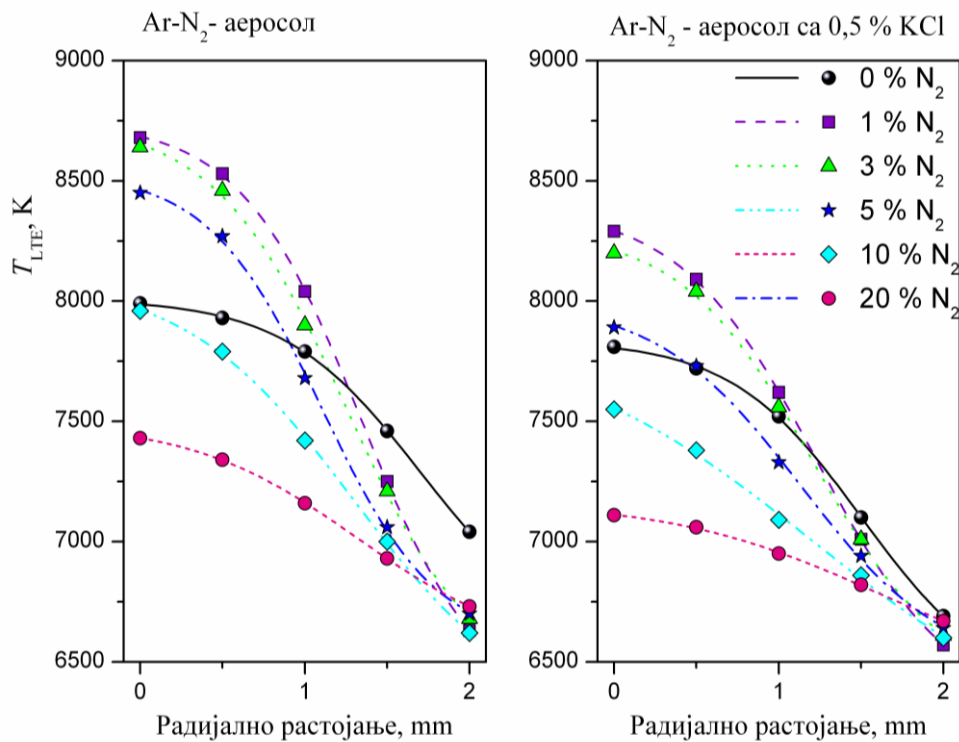 Ar-N₂- аеросол
Ar-N₂ - аеросол са 0,5 % KCl
T_LTE, K
9000
8500
8000
7500
7000
6500
0
1
2
Радијално растојање, mm
9000
8500
8000
7500
7000
6500
0 % N₂
1 % N₂
3 % N₂
5 % N₂
10 % N₂
20 % N₂
0
1
2
Радијално растојање, mm